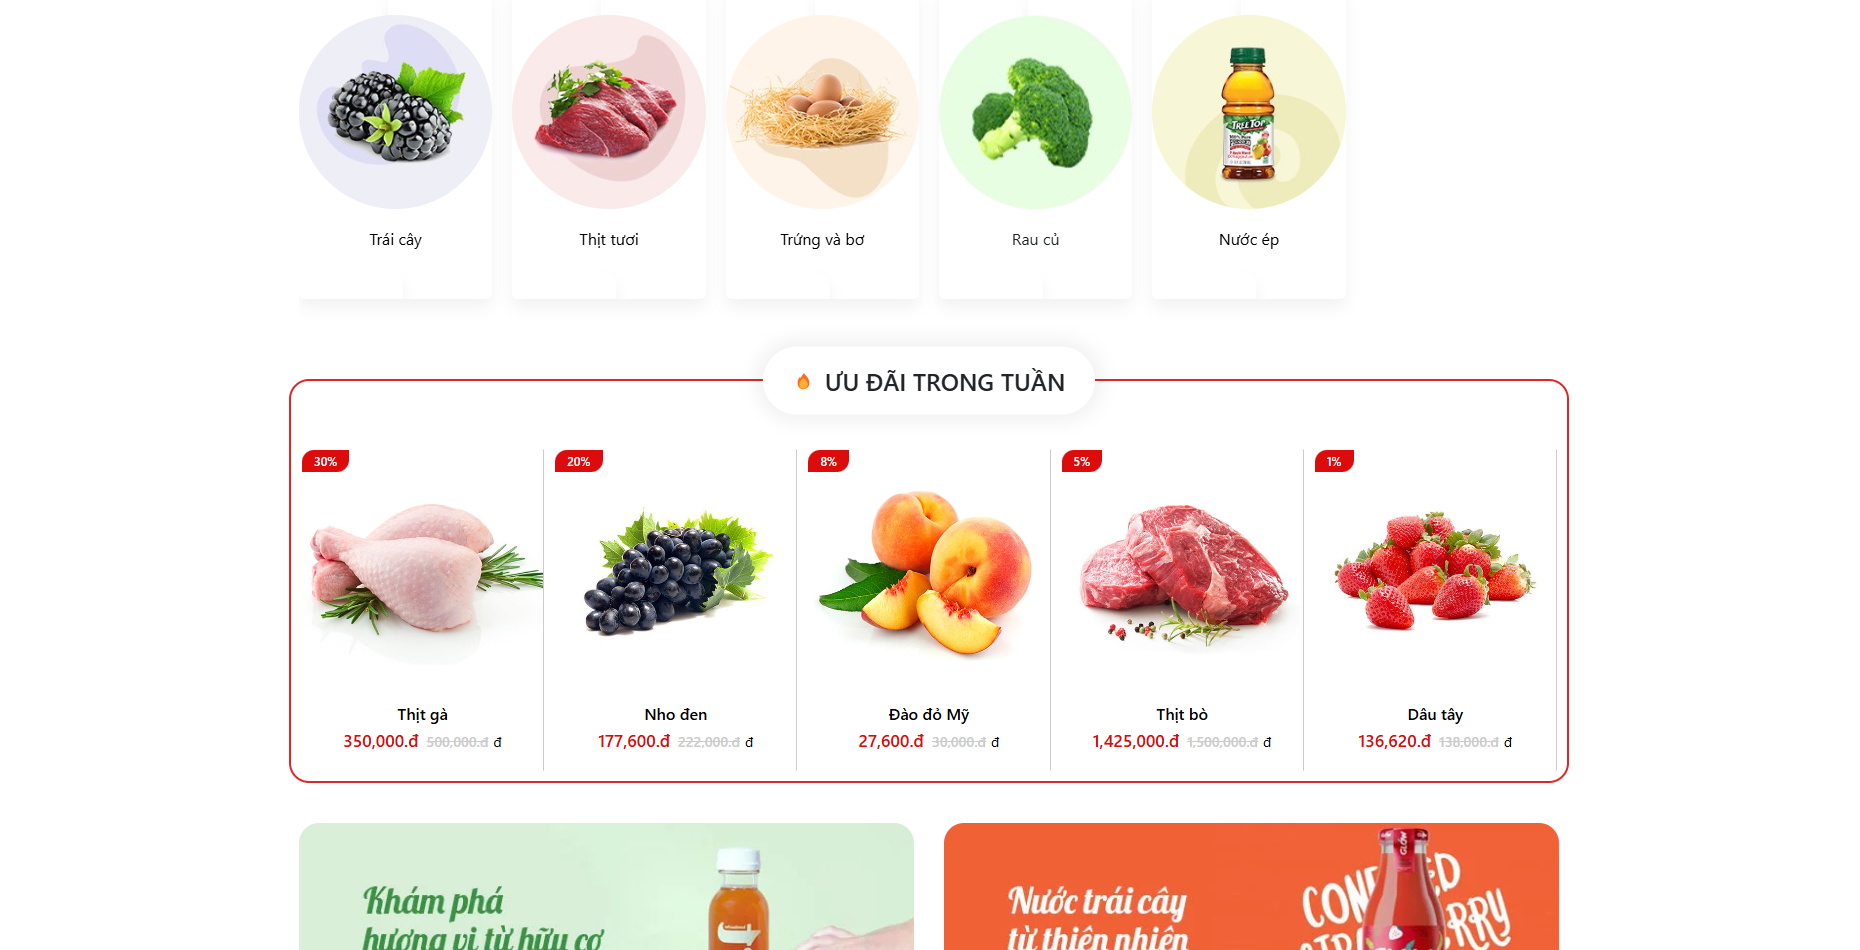 TREE TOP
Trái cây
Thịt tươi
Trứng và bơ
Rau củ
Nước ép
ƯU ĐÃI TRONG TUẦN
30%
20%
8%
5%
1%
Thịt gà
350,000.đ 500,000.đ đ
Nho đen
177,600.đ 222,000.đ đ
Đào đỏ Mỹ
27,600.đ 30,000.đ đ
Thịt bò
1,425,000.đ 1,500,000.đ đ
Dâu tây
136,620.đ 138,000.đ đ
Khám phá
hương vị từ hữu cơ
Nước trái cây
từ thiên nhiên
GLOW